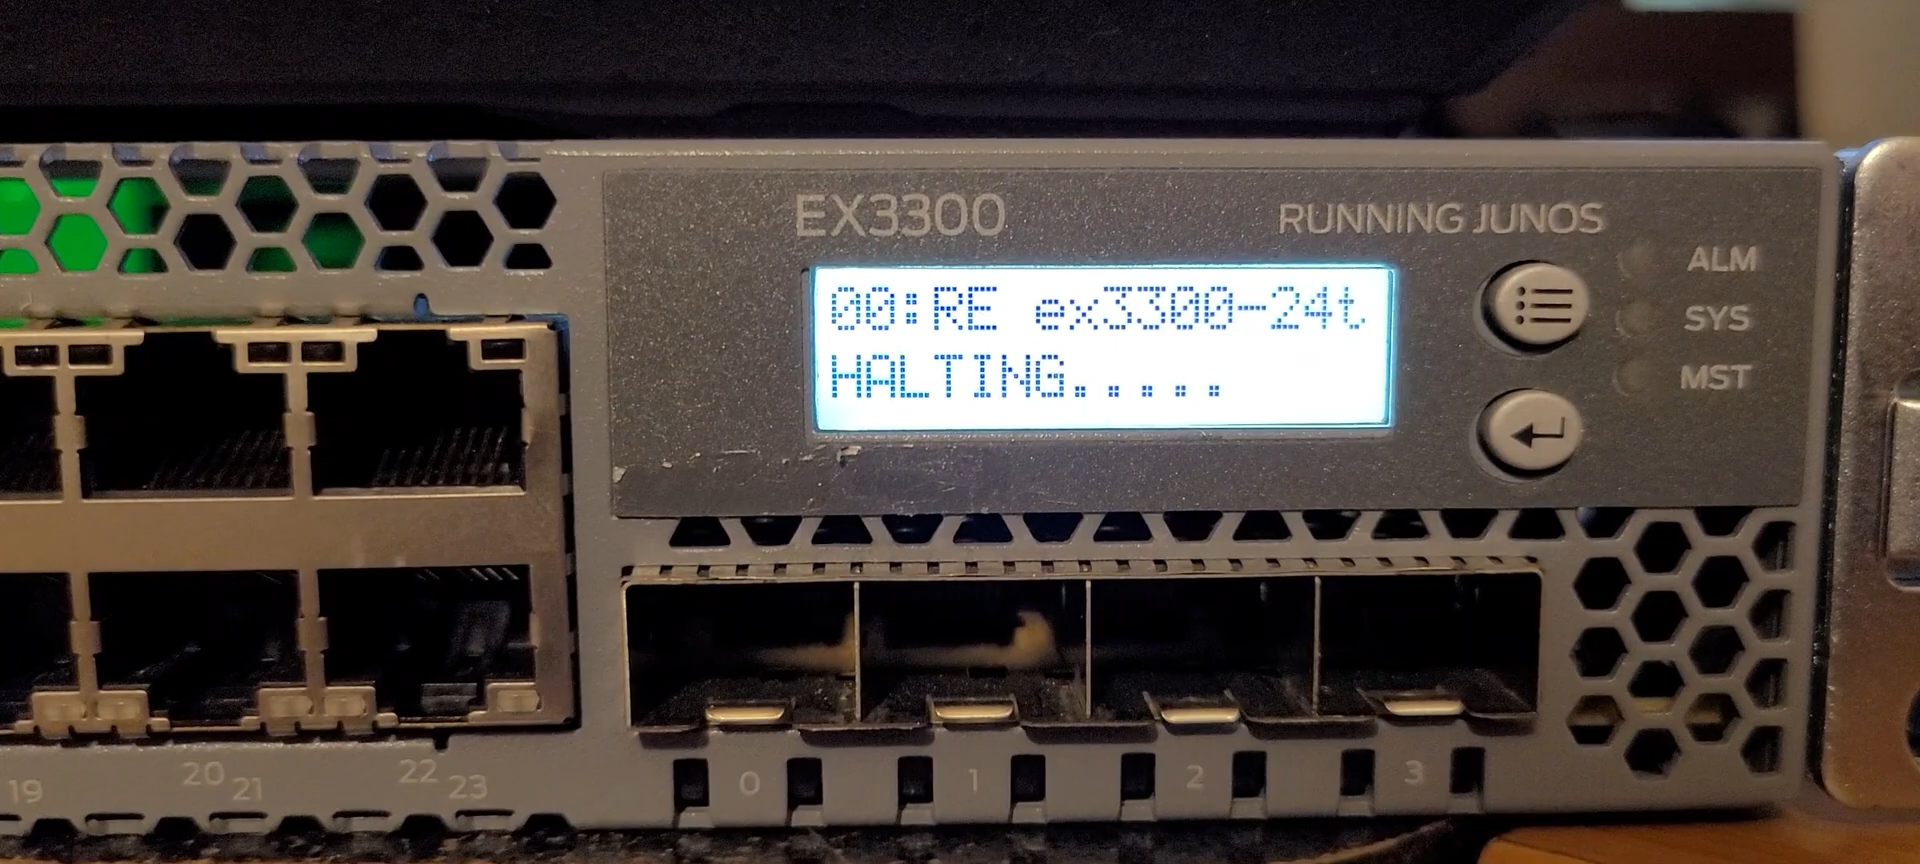 EX3300
RUNNING JUNOS
00:RE ex3300-24t
HALTING.....
ALM
SYS
MST
19
20
21
22
23
0
1
2
3